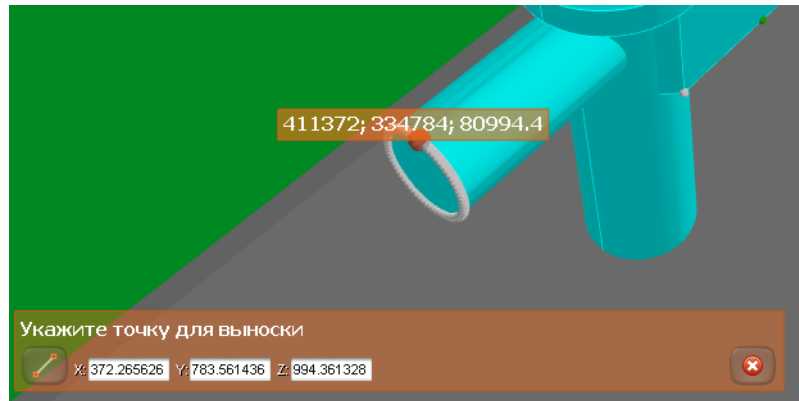 411372; 334784; 80994.4
Укажите точку для выноски
X: 372.265626 Y: 783.561436 Z: 994.361328